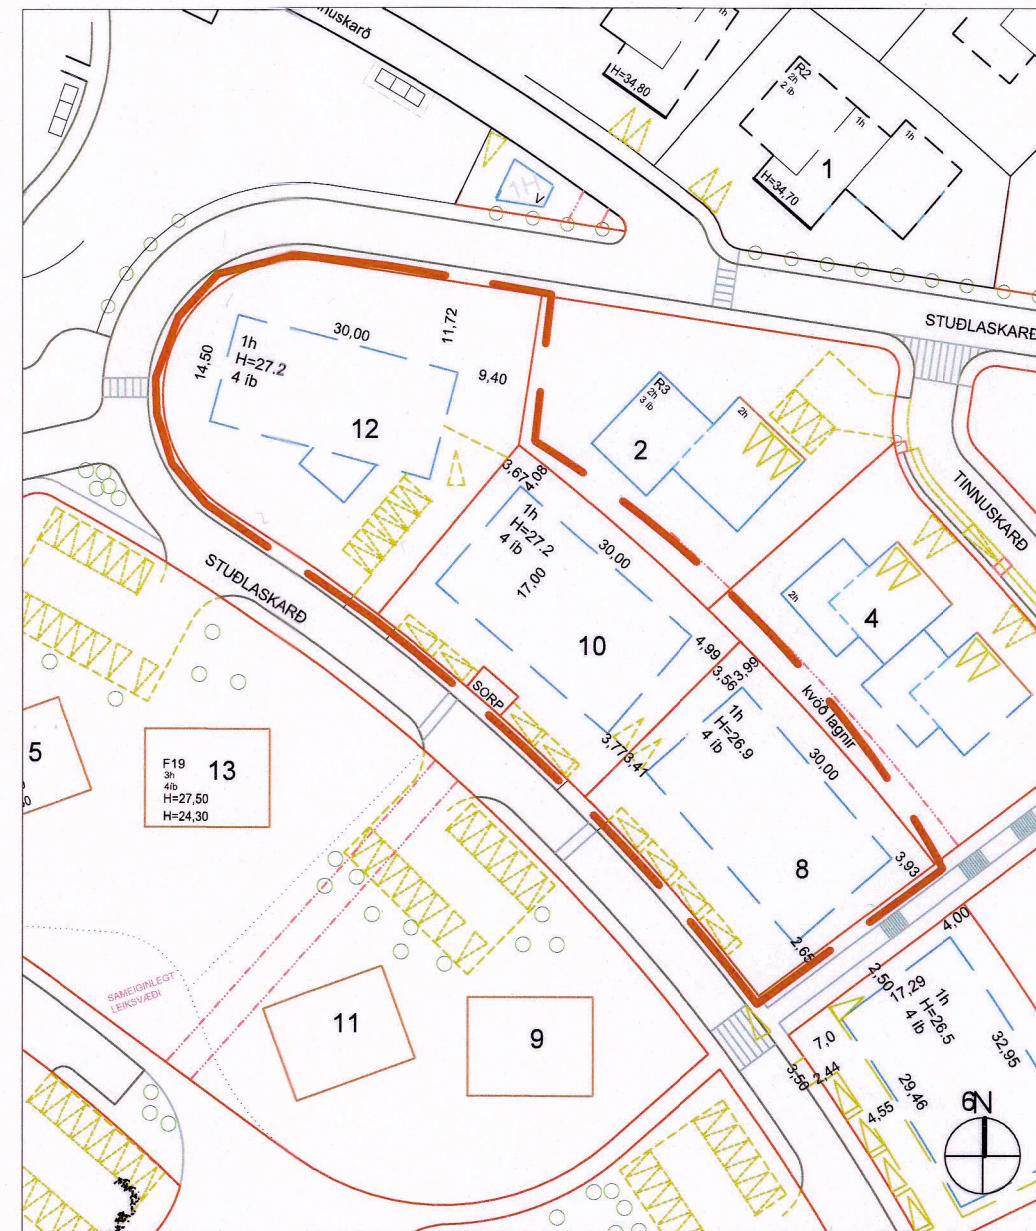 nuskarð
1h
H=34,80
R2
2h
2 íb
1h
1h
1
H=34,70
1H
V
STUÐLASKARÐ
30,00
11,72
14,50
1h
H=27.2
4 íb
9,40
12
R3
2h
3 íb
2h
2
3,67
4,08
TINNUSKARÐ
1h
H=27.2
4 íb
30,00
17,00
STUÐLASKARÐ
2h
4
10
4,99
3,56
3,99
SORP
kvöð lagnir
1h
H=26.9
4 íb
30,00
3,77
3,41
5
F19
3h
4íb
H=27,50
H=24,30
13
8
3,93
2,65
4,00
SAMEIGINLEGT
LEIKSVÆÐI
2,50
17,29
1h
H=26.5
4 íb
11
9
7,0
32,95
3,50
2,44
29,46
4,55
6
N